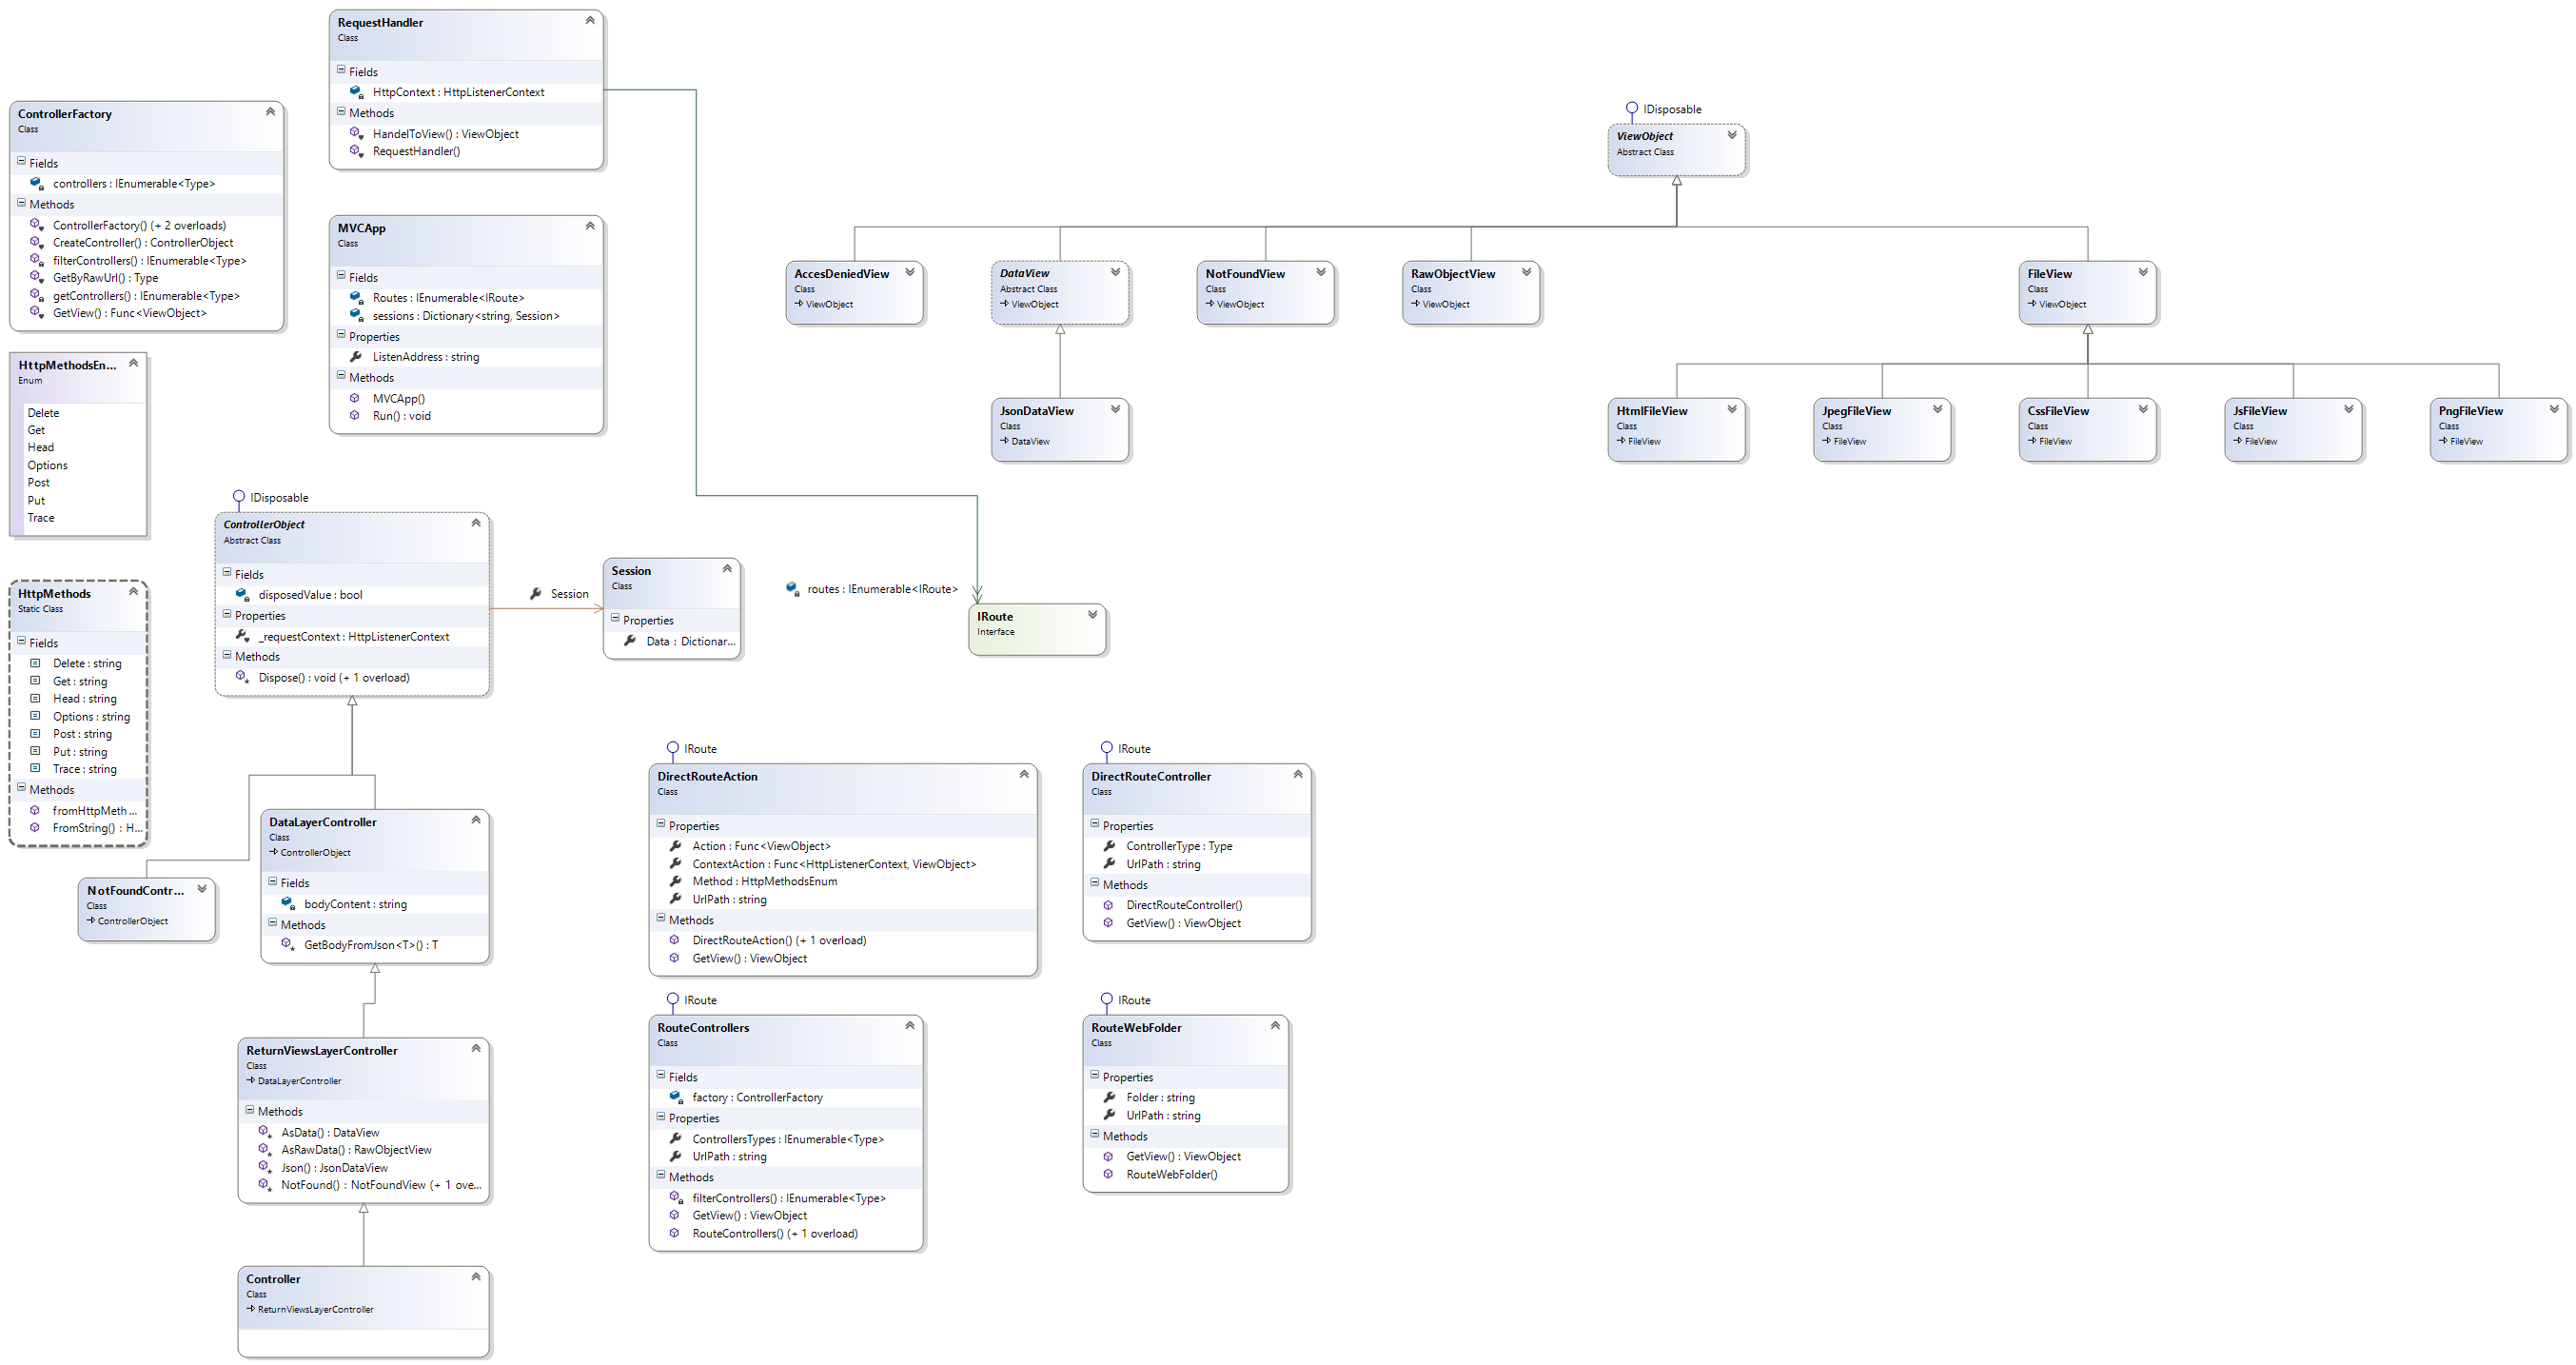 RequestHandler
Class
Fields
HttpContext : HttpListenerContext
Methods
HandelToView() : ViewObject
RequestHandler()
ControllerFactory
Class
Fields
controllers : IEnumerable<Type>
Methods
ControllerFactory() (+ 2 overloads)
CreateController() : ControllerObject
filterControllers() : IEnumerable<Type>
GetByRawUrl() : Type
getControllers() : IEnumerable<Type>
GetView() : Func<ViewObject>
MVCApp
Class
Fields
Routes : IEnumerable<IRoute>
sessions : Dictionary<string, Session>
Properties
ListenAddress : string
Methods
MVCApp()
Run() : void
HttpMethodsEn...
Enum
Delete
Get
Head
Options
Post
Put
Trace
HttpMethods
Static Class
Fields
Delete : string
Get : string
Head : string
Options : string
Post : string
Put : string
Trace : string
Methods
fromHttpMeth ...
FromString() : H...
IDisposable
ControllerObject
Abstract Class
Fields
disposedValue : bool
Properties
_requestContext : HttpListenerContext
Methods
Dispose() : void (+ 1 overload)
Session
Session
Class
Properties
Data : Dictionar...
routes : IEnumerable<IRoute>
IRoute
Interface
NotFoundContr...
Class
ControllerObject
DataLayerController
Class
ControllerObject
Fields
bodyContent : string
Methods
GetBodyFromJson<T>() : T
ReturnViewsLayerController
Class
DataLayerController
Methods
AsData() : DataView
AsRawData() : RawObjectView
Json() : JsonDataView
NotFound() : NotFoundView (+ 1 ove...
Controller
Class
ReturnViewsLayerController
IRoute
DirectRouteAction
Class
Properties
Action : Func<ViewObject>
ContextAction : Func<HttpListenerContext, ViewObject>
Method : HttpMethodsEnum
UrlPath : string
Methods
DirectRouteAction() (+ 1 overload)
GetView() : ViewObject
IRoute
DirectRouteController
Class
Properties
ControllerType : Type
UrlPath : string
Methods
DirectRouteController()
GetView() : ViewObject
IRoute
RouteControllers
Class
Fields
factory : ControllerFactory
Properties
ControllersTypes : IEnumerable<Type>
UrlPath : string
Methods
filterControllers() : IEnumerable<Type>
GetView() : ViewObject
RouteControllers() (+ 1 overload)
IRoute
RouteWebFolder
Class
Properties
Folder : string
UrlPath : string
Methods
GetView() : ViewObject
RouteWebFolder()
IDisposable
ViewObject
Abstract Class
AccesDeniedView
Class
ViewObject
DataView
Abstract Class
ViewObject
NotFoundView
Class
ViewObject
RawObjectView
Class
ViewObject
FileView
Class
ViewObject
JsonDataView
Class
DataView
HtmlFileView
Class
FileView
JpegFileView
Class
FileView
CssFileView
Class
FileView
JsFileView
Class
FileView
PngFileView
Class
FileView